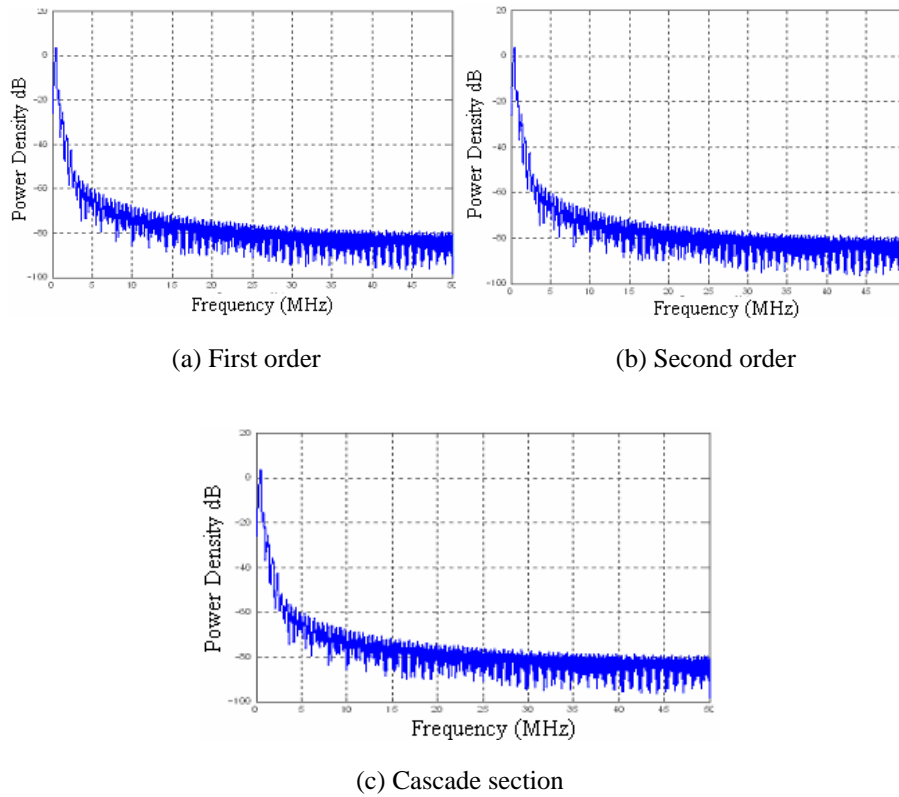 20
0
-20
-40
-60
-80
-100
Power Density dB
0 5 10 15 20 25 30 35 40 45 50
Frequency (MHz)
(a) First order
20
0
-20
-40
-60
-80
-100
Power Density dB
0 5 10 15 20 25 30 35 40 45
Frequency (MHz)
(b) Second order
20
0
-20
-40
-60
-80
-100
Power Density dB
0 5 10 15 20 25 30 35 40 45 50
Frequency (MHz)
(c) Cascade section